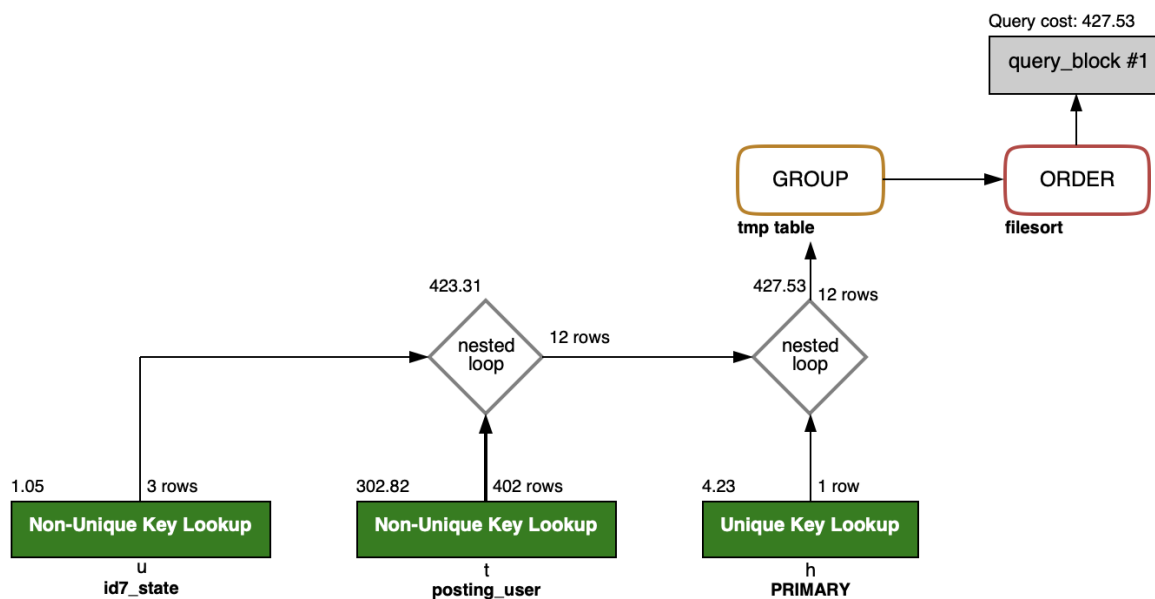 Query cost: 427.53
query_block #1
GROUP
ORDER
tmp table
filesort
423.31
427.53
12 rows
nested
loop
12 rows
nested
loop
1.05
3 rows
302.82
402 rows
4.23
1 row
Non-Unique Key Lookup
Non-Unique Key Lookup
Unique Key Lookup
u
t
h
id7_state
posting_user
PRIMARY